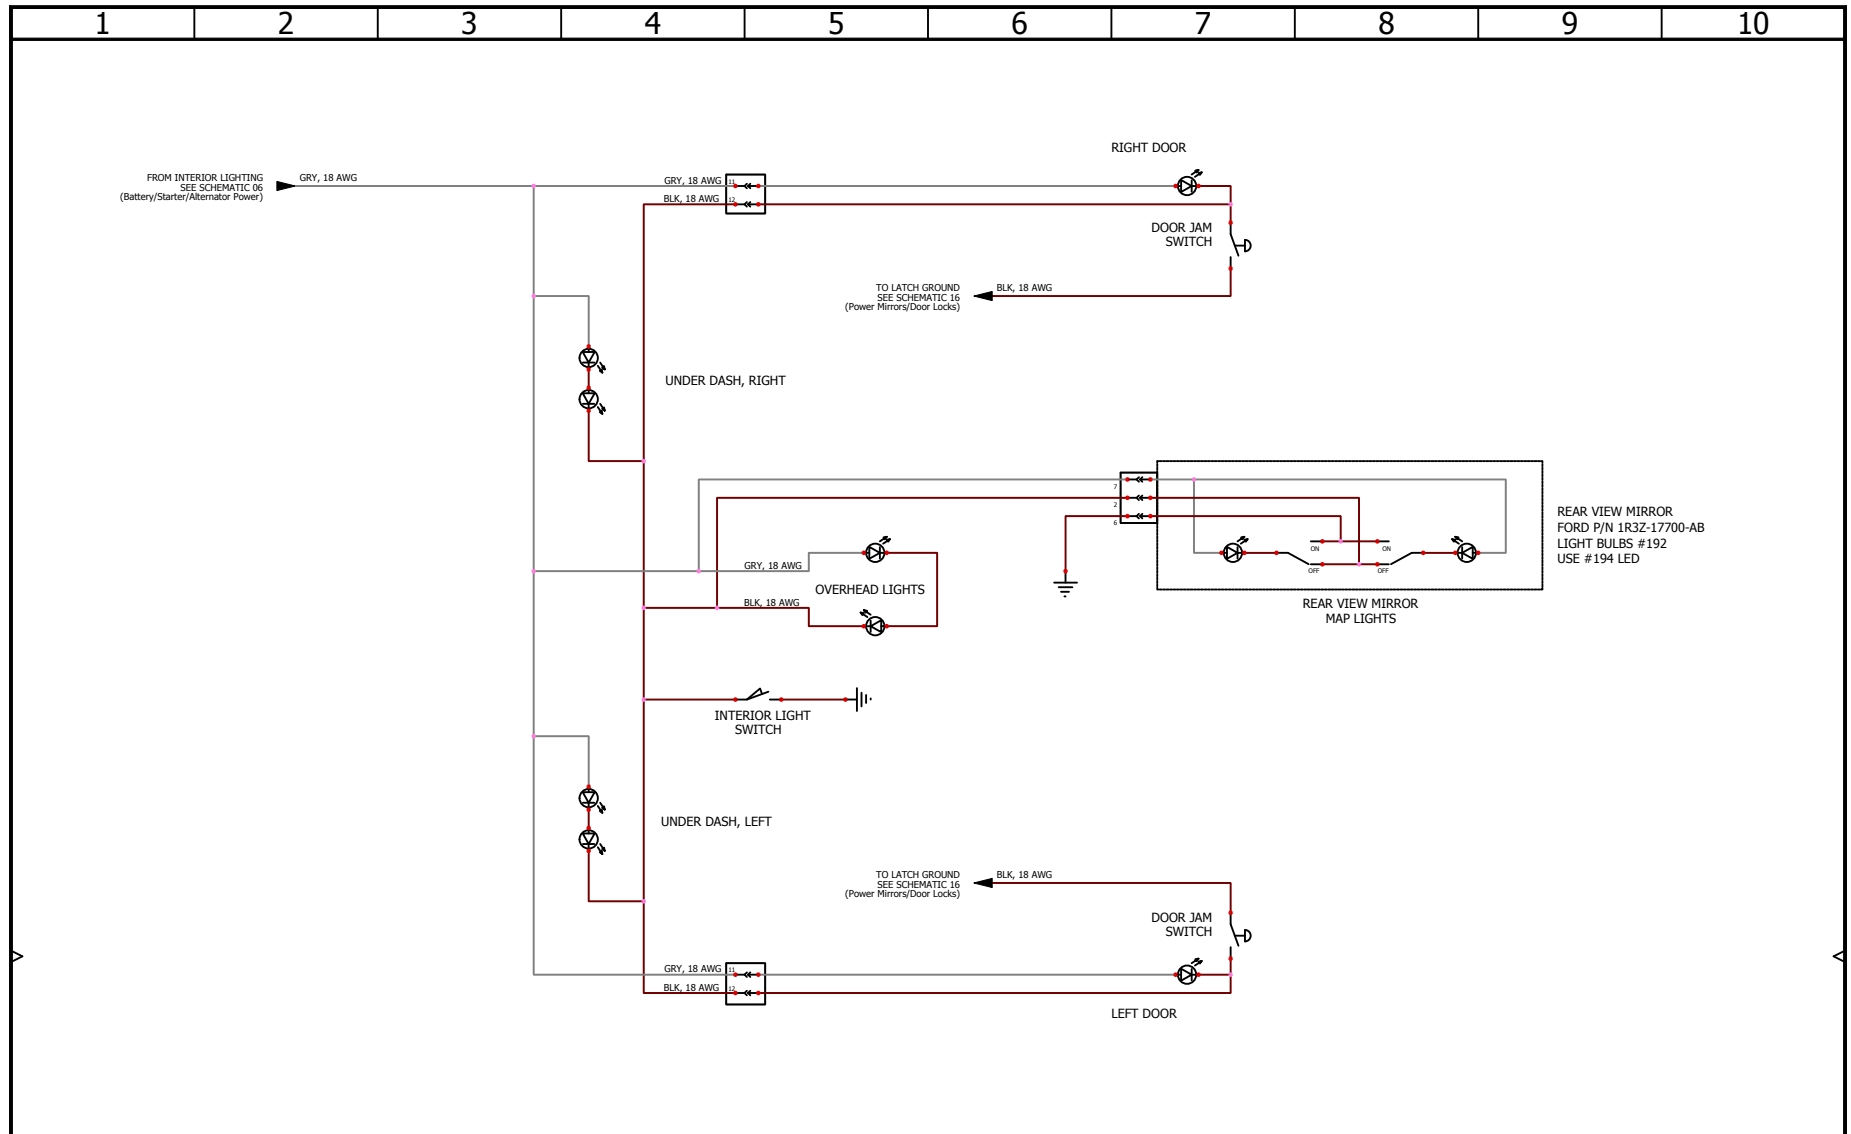 1 2 3 4 5 6 7 8 9 10
RIGHT DOOR
FROM INTERIOR LIGHTING
SEE SCHEMATIC 06
(Battery/Starter/Alternator Power)
GRY, 18 AWG
GRY, 18 AWG
11
BLK, 18 AWG
12
DOOR JAM
SWITCH
TO LATCH GROUND
SEE SCHEMATIC 16
(Power Mirrors/Door Locks)
BLK, 18 AWG
UNDER DASH, RIGHT
7
2
6
ON
ON
OFF
OFF
REAR VIEW MIRROR
FORD P/N 1R3Z-17700-AB
LIGHT BULBS #192
USE #194 LED
GRY, 18 AWG
OVERHEAD LIGHTS
BLK, 18 AWG
REAR VIEW MIRROR
MAP LIGHTS
INTERIOR LIGHT
SWITCH
UNDER DASH, LEFT
TO LATCH GROUND
SEE SCHEMATIC 16
(Power Mirrors/Door Locks)
BLK, 18 AWG
DOOR JAM
SWITCH
GRY, 18 AWG
11
BLK, 18 AWG
12
LEFT DOOR